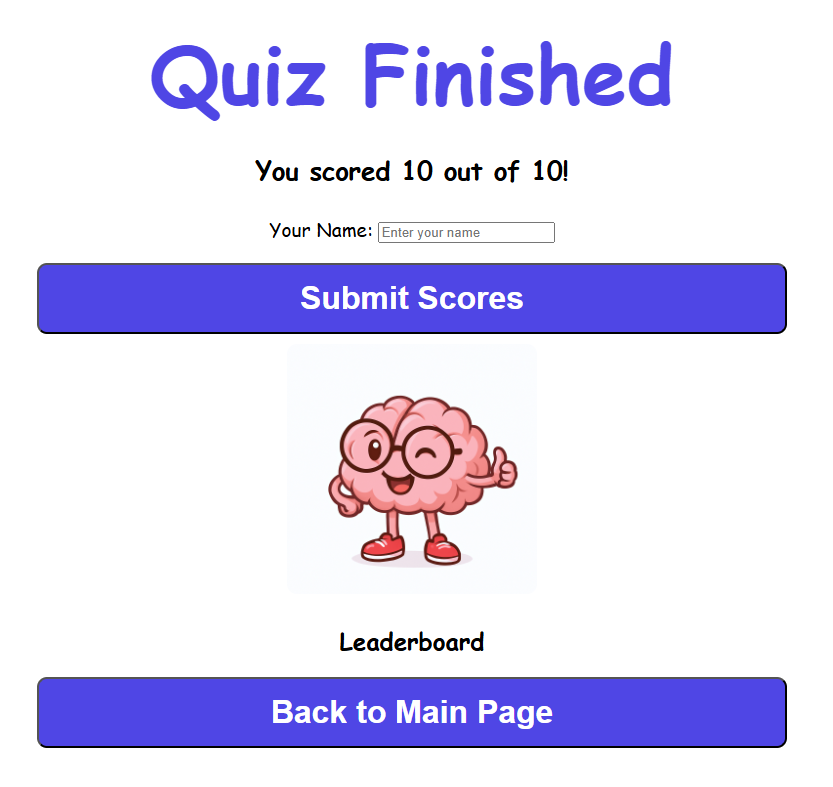 Quiz Finished
You scored 10 out of 10!
Your Name: Enter your name
Submit Scores
Leaderboard
Back to Main Page